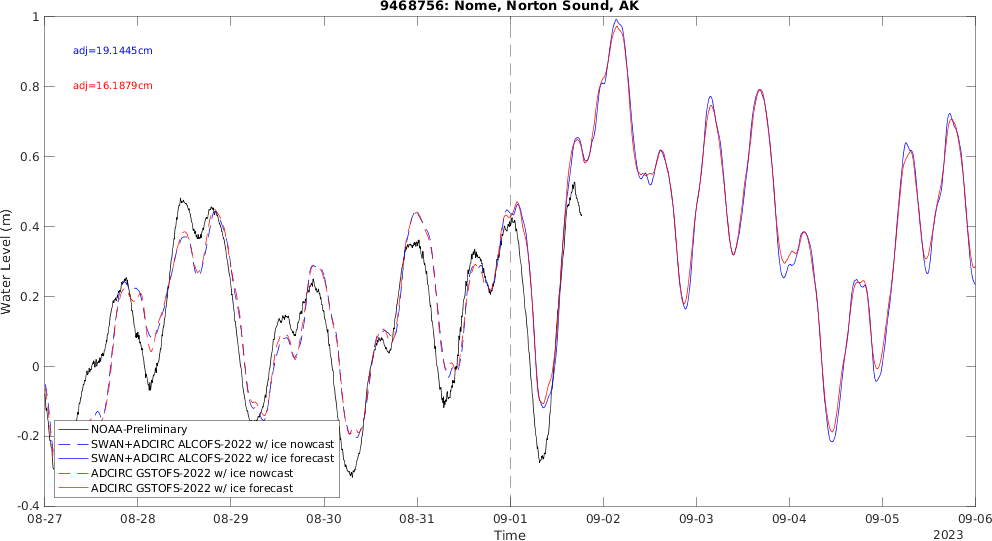 9468756: Nome, Norton Sound, AK
adj=19.1445cm
adj=16.1879cm
Water Level (m)
1
0.8
0.6
0.4
0.2
0
-0.2
-0.4
NOAA-Preliminary
SWAN+ADCIRC ALCOFS-2022 w/ ice nowcast
SWAN+ADCIRC ALCOFS-2022 w/ ice forecast
ADCIRC GSTOFS-2022 w/ ice nowcast
ADCIRC GSTOFS-2022 w/ ice forecast
08-27 08-28 08-29 08-30 08-31 09-01 09-02 09-03 09-04 09-05 09-06
Time
2023